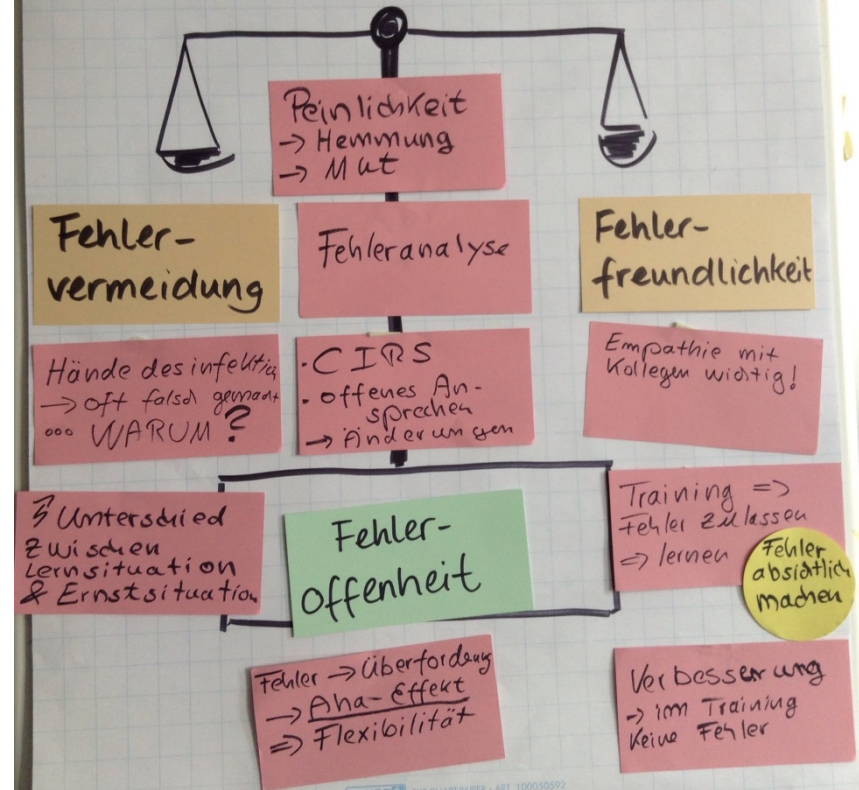 Peinlichkeit
→ Hemmung
→ Mut
Fehler-
vermeidung
Fehleranalyse
Fehler-
freundlichkeit
Hände desinfektion
→ oft falsch gemacht
... WARUM?
· CIRS
· offenes An-
sprechen
→ Änderungen
Empathie mit
Kollegen wichtig!
Unterschied
zwischen
Lernsituation
& Ernstsituation
Fehler-
Offenheit
Training =>
Fehler zulassen
=> lernen
Fehler
absichtlich
machen
Fehler → Überforderung
→ Aha-Effekt
=> Flexibilität
Verbesserung
→ im Training
keine Fehler
ART. 100050592